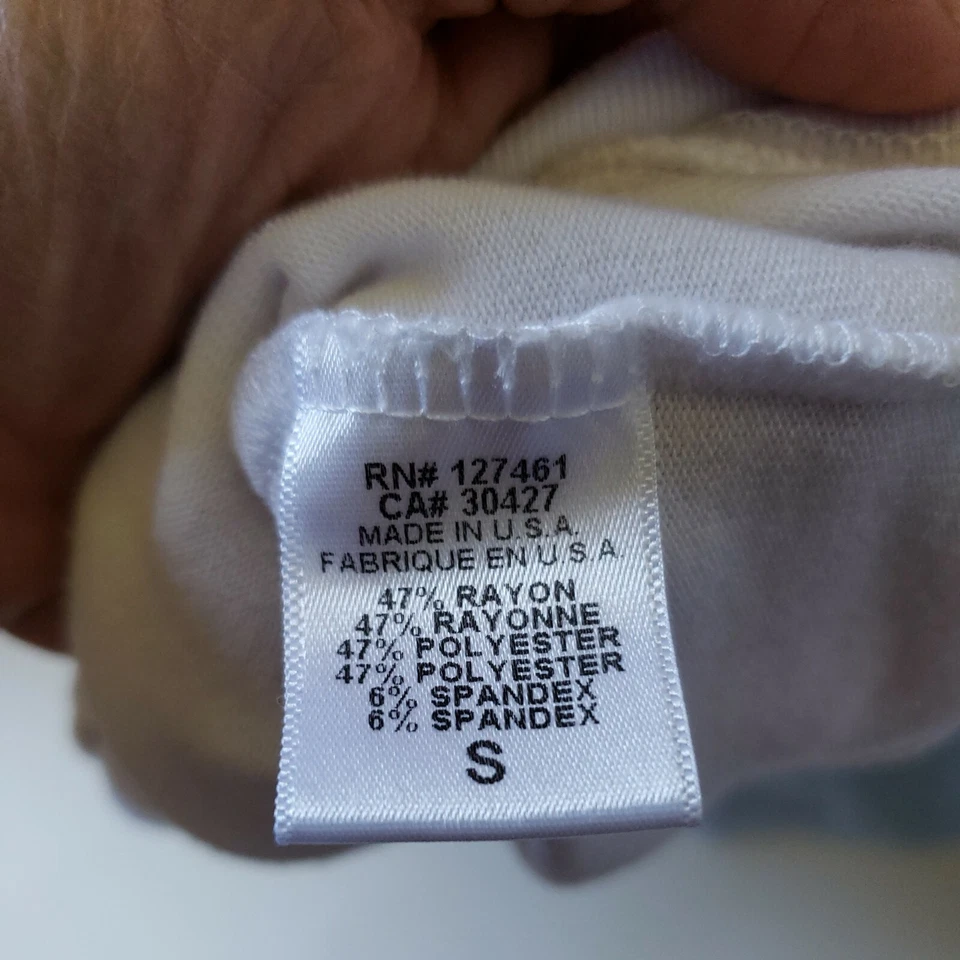 RN# 127461
CA# 30427
MADE IN U.S.A.
FABRIQUE EN U.S.A.
47% RAYON
47% RAYONNE
47% POLYESTER
47% POLYESTER
6% SPANDEX
6% SPANDEX
S